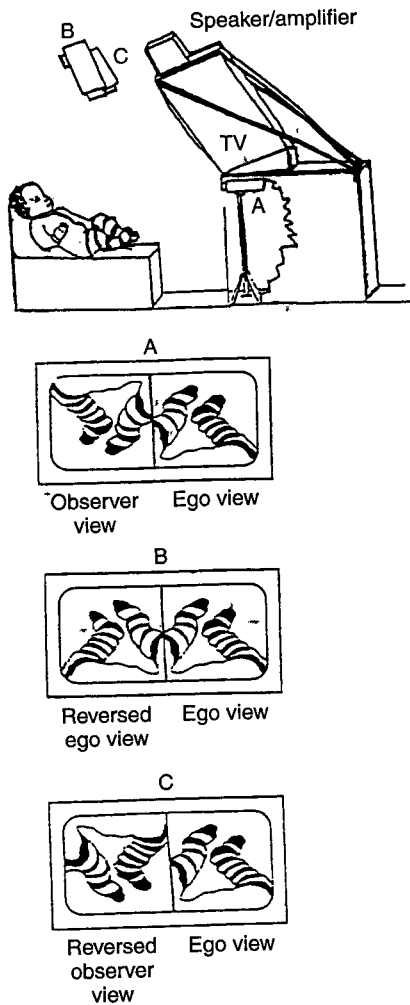 Speaker/amplifier
B
C
TV
A
A
Observer view
Ego view
B
Reversed ego view
Ego view
C
Reversed observer view
Ego view